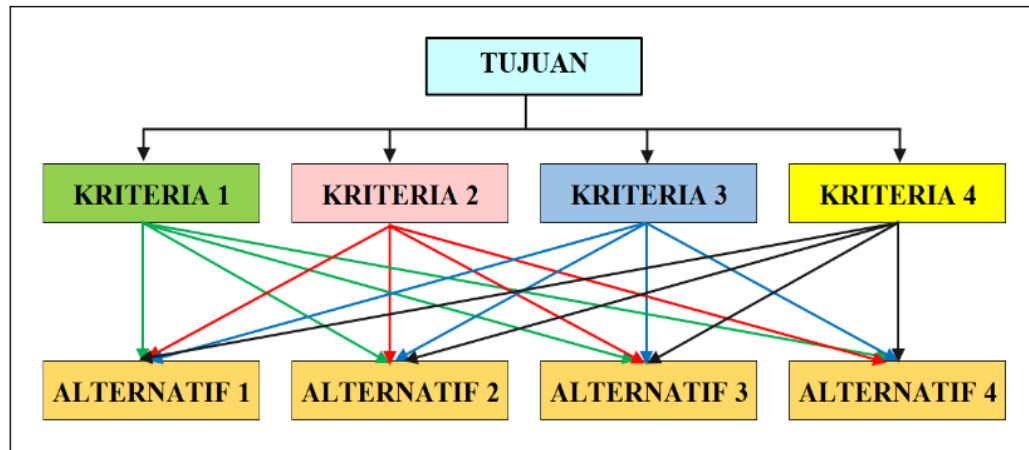 TUJUAN
KRITERIA 1
KRITERIA 2
KRITERIA 3
KRITERIA 4
ALTERNATIF 1
ALTERNATIF 2
ALTERNATIF 3
ALTERNATIF 4